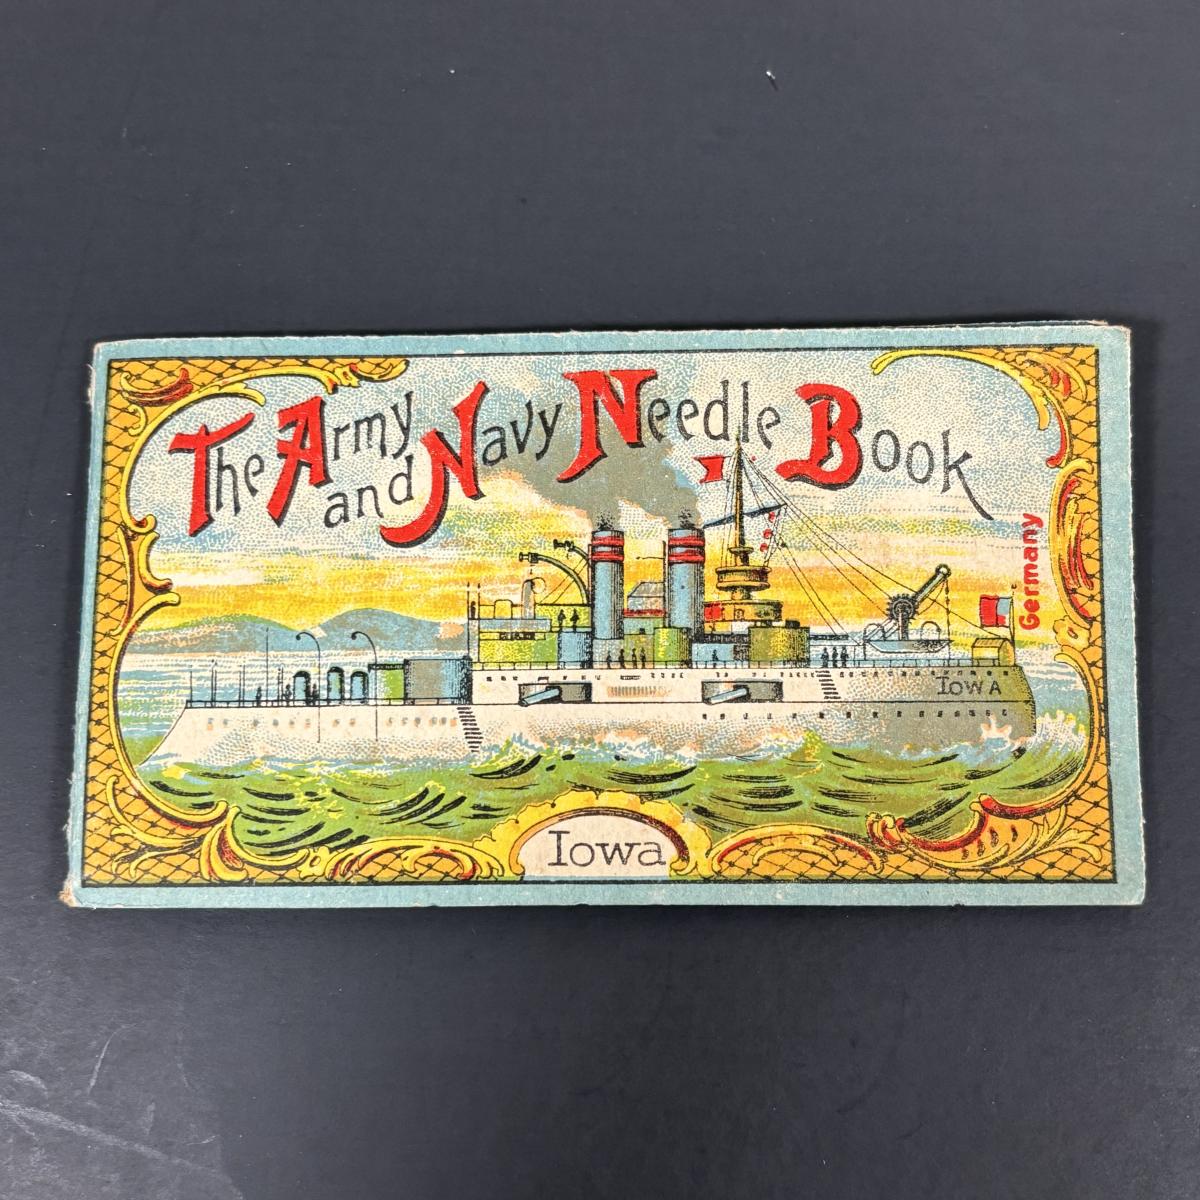 The Army and Navy Needle Book
Germany
Iowa
Iowa